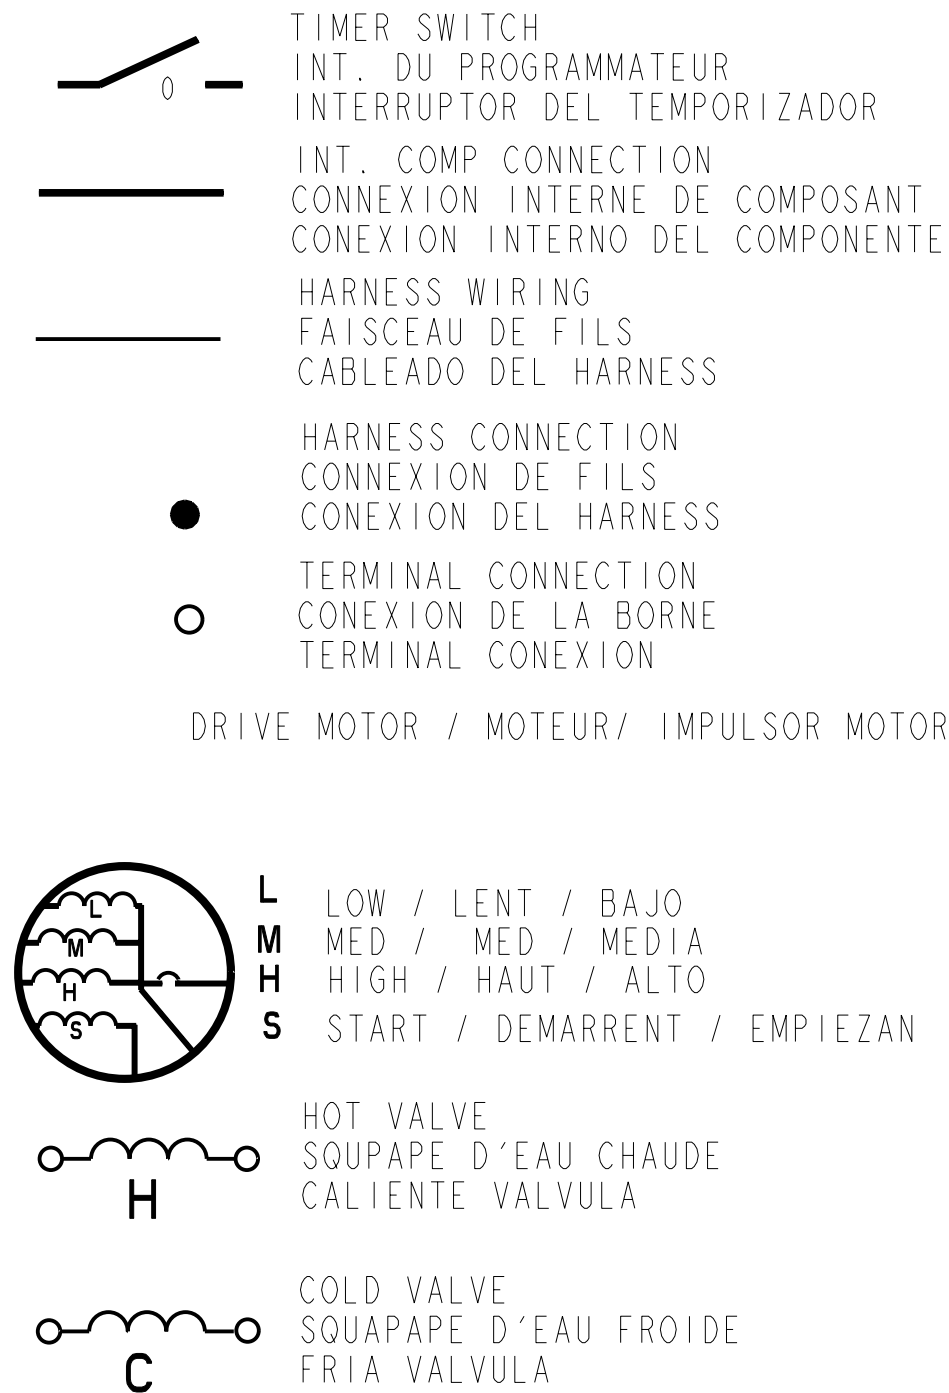 TIMER SWITCH
INT. DU PROGRAMMATEUR
0
INTERRUPTOR DEL TEMPORIZADOR
INT. COMP CONNECTION
CONNEXION INTERNE DE COMPOSANT
CONEXION INTERNO DEL COMPONENTE
HARNESS WIRING
FAISCEAU DE FILS
CABLEADO DEL HARNESS
HARNESS CONNECTION
CONNEXION DE FILS
CONEXION DEL HARNESS
TERMINAL CONNECTION
CONEXION DE LA BORNE
TERMINAL CONEXION
DRIVE MOTOR / MOTEUR/ IMPULSOR MOTOR
L
M
H
S
L LOW / LENT / BAJO
M MED / MED / MEDIA
H HIGH / HAUT / ALTO
S START / DEMARRENT / EMPIEZAN
HOT VALVE
SQUPAPE D'EAU CHAUDE
CALIENTE VALVULA
H
COLD VALVE
SQUAPAPE D'EAU FROIDE
FRIA VALVULA
C